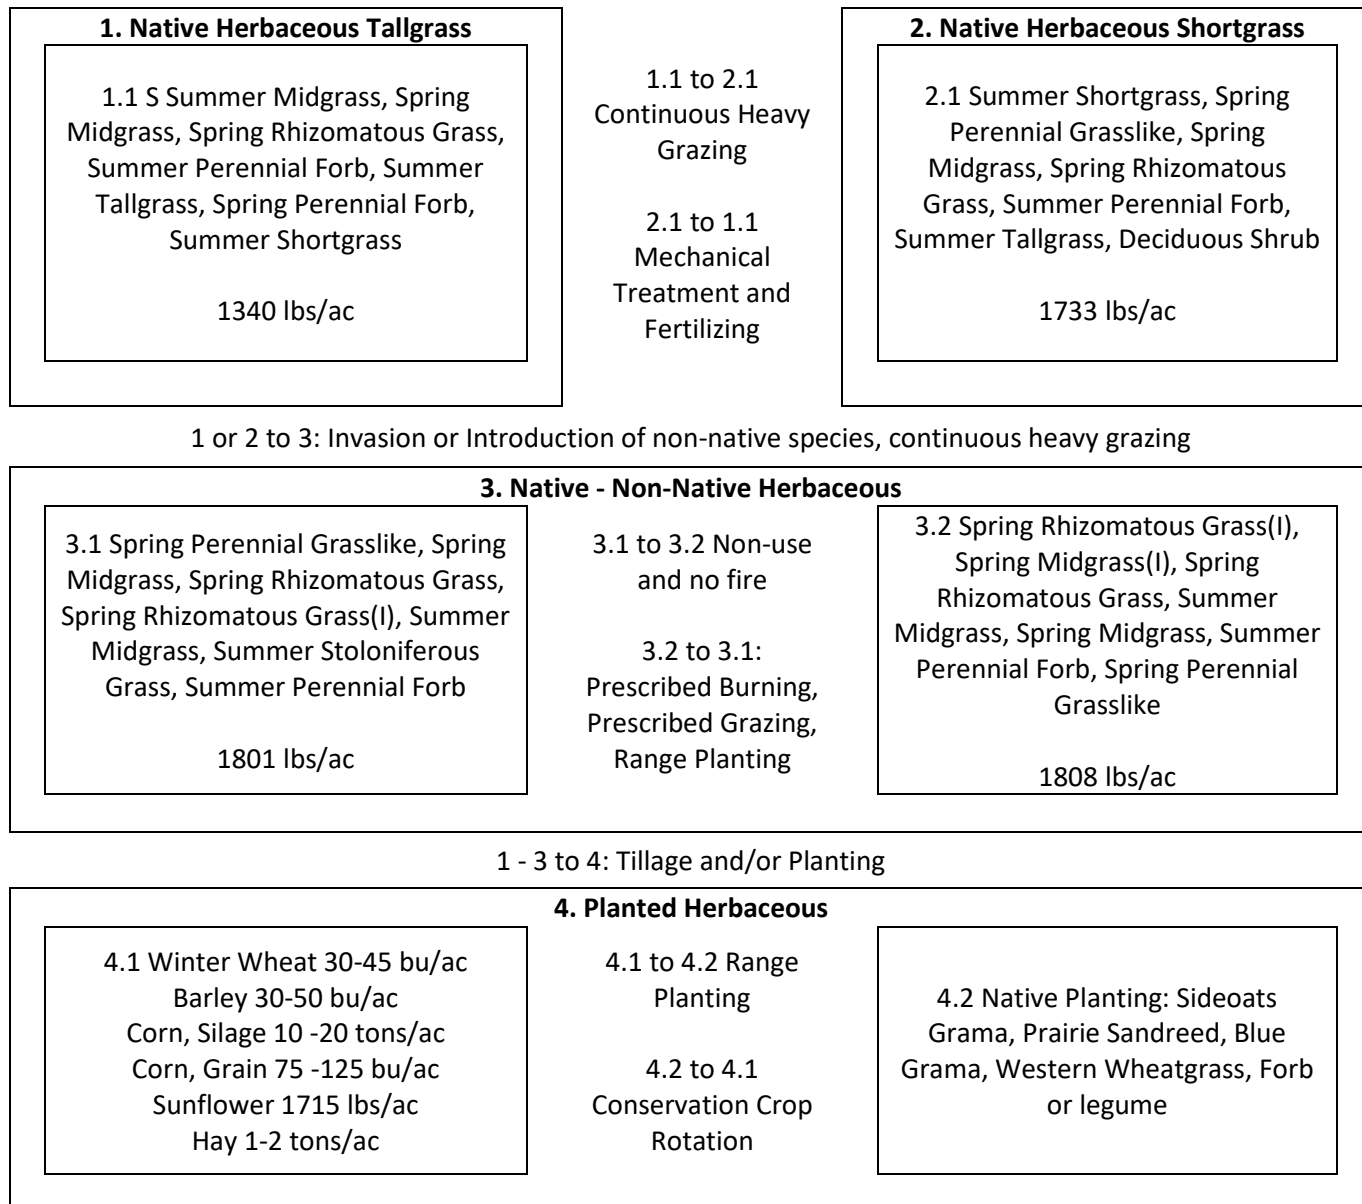 1. Native Herbaceous Tallgrass
1.1 S Summer Midgrass, Spring
Midgrass, Spring Rhizomatous Grass,
Summer Perennial Forb, Summer
Tallgrass, Spring Perennial Forb,
Summer Shortgrass
1340 lbs/ac
1.1 to 2.1
Continuous Heavy
Grazing
2.1 to 1.1
Mechanical
Treatment and
Fertilizing
2. Native Herbaceous Shortgrass
2.1 Summer Shortgrass, Spring
Perennial Grasslike, Spring
Midgrass, Spring Rhizomatous
Grass, Summer Perennial Forb,
Summer Tallgrass, Deciduous Shrub
1733 lbs/ac
1 or 2 to 3: Invasion or Introduction of non-native species, continuous heavy grazing
3. Native - Non-Native Herbaceous
3.1 Spring Perennial Grasslike, Spring
Midgrass, Spring Rhizomatous Grass,
Spring Rhizomatous Grass(I), Summer
Midgrass, Summer Stoloniferous
Grass, Summer Perennial Forb
1801 lbs/ac
3.1 to 3.2 Non-use
and no fire
3.2 to 3.1:
Prescribed Burning,
Prescribed Grazing,
Range Planting
3.2 Spring Rhizomatous Grass(I),
Spring Midgrass(I), Spring
Rhizomatous Grass, Summer
Midgrass, Spring Midgrass, Summer
Perennial Forb, Spring Perennial
Grasslike
1808 lbs/ac
1 - 3 to 4: Tillage and/or Planting
4. Planted Herbaceous
4.1 Winter Wheat 30-45 bu/ac
Barley 30-50 bu/ac
Corn, Silage 10 -20 tons/ac
Corn, Grain 75 -125 bu/ac
Sunflower 1715 lbs/ac
Hay 1-2 tons/ac
4.1 to 4.2 Range
Planting
4.2 to 4.1
Conservation Crop
Rotation
4.2 Native Planting: Sideoats
Grama, Prairie Sandreed, Blue
Grama, Western Wheatgrass, Forb
or legume